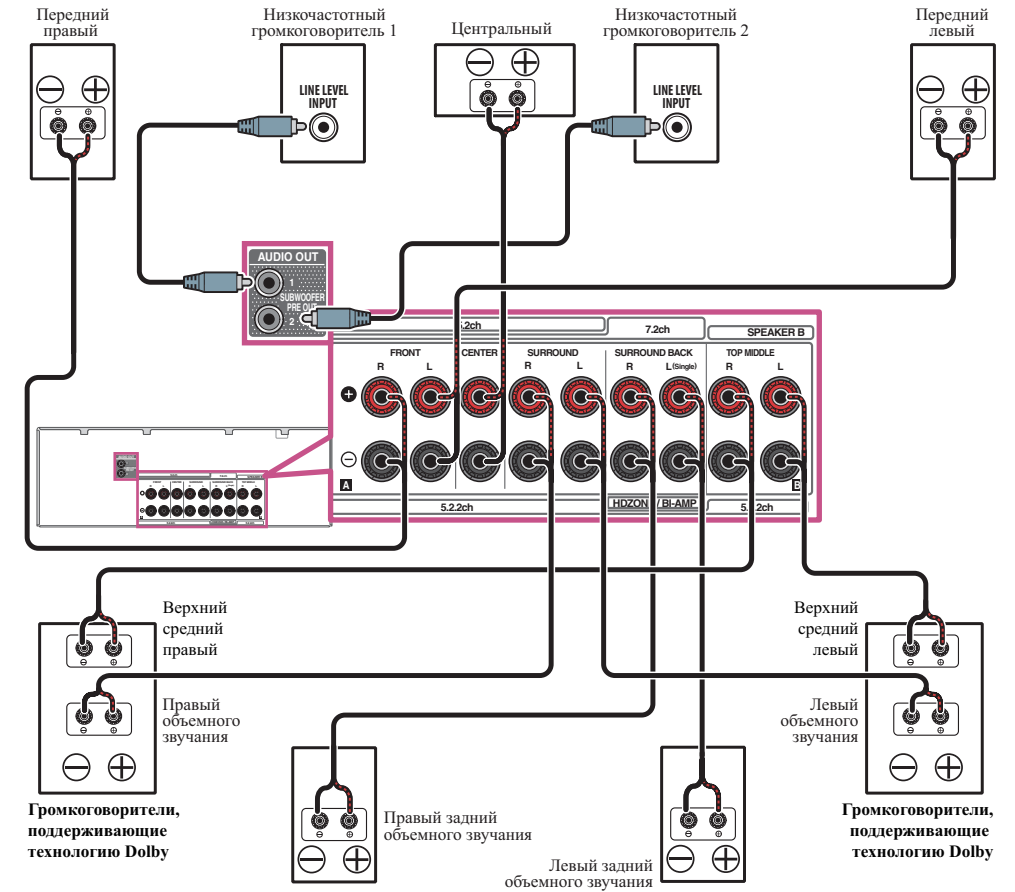 Передний
правый
Низкочастотный
громкоговоритель 1
Центральный
Низкочастотный
громкоговоритель 2
Передний
левый
LINE LEVEL
INPUT
LINE LEVEL
INPUT
AUDIO OUT
1
SUBWOOFER
PRE OUT
2
7.2ch
SPEAKER B
FRONT
CENTER
SURROUND
SURROUND BACK
TOP MIDDLE
R
L
R
L
R
L (Single)
R
L
A
B
5.2.2ch
HDZONE / BI-AMP
Верхний
средний
правый
Верхний
средний
левый
Правый
объемного
звучания
Левый
объемного
звучания
Громкоговорители,
поддерживающие
технологию Dolby
Правый задний
объемного звучания
Левый задний
объемного звучания
Громкоговорители,
поддерживающие
технологию Dolby